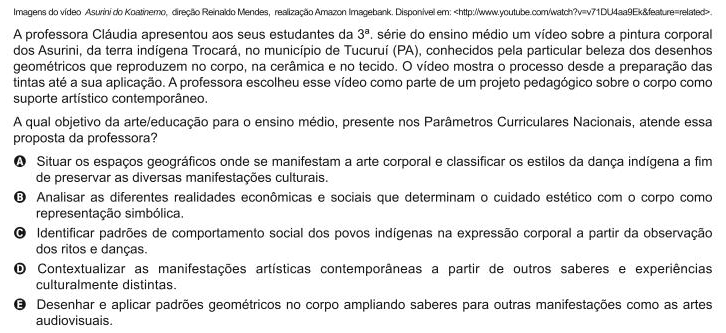 Imagens do vídeo Asurini do Koatinemo, direção Reinaldo Mendes, realização Amazon Imagebank. Disponível em: <http://www.youtube.com/watch?v=v71DU4aa9Ek&feature=related>.
A professora Cláudia apresentou aos seus estudantes da 3ª. série do ensino médio um vídeo sobre a pintura corporal
dos Asurini, da terra indígena Trocará, no município de Tucuruí (PA), conhecidos pela particular beleza dos desenhos
geométricos que reproduzem no corpo, na cerâmica e no tecido. O vídeo mostra o processo desde a preparação das
tintas até a sua aplicação. A professora escolheu esse vídeo como parte de um projeto pedagógico sobre o corpo como
suporte artístico contemporâneo.
A qual objetivo da arte/educação para o ensino médio, presente nos Parâmetros Curriculares Nacionais, atende essa
proposta da professora?
A Situar os espaços geográficos onde se manifestam a arte corporal e classificar os estilos da dança indígena a fim
de preservar as diversas manifestações culturais.
B Analisar as diferentes realidades econômicas e sociais que determinam o cuidado estético com o corpo como
representação simbólica.
C Identificar padrões de comportamento social dos povos indígenas na expressão corporal a partir da observação
dos ritos e danças.
D Contextualizar as manifestações artísticas contemporâneas a partir de outros saberes e experiências
culturalmente distintas.
E Desenhar e aplicar padrões geométricos no corpo ampliando saberes para outras manifestações como as artes
audiovisuais.